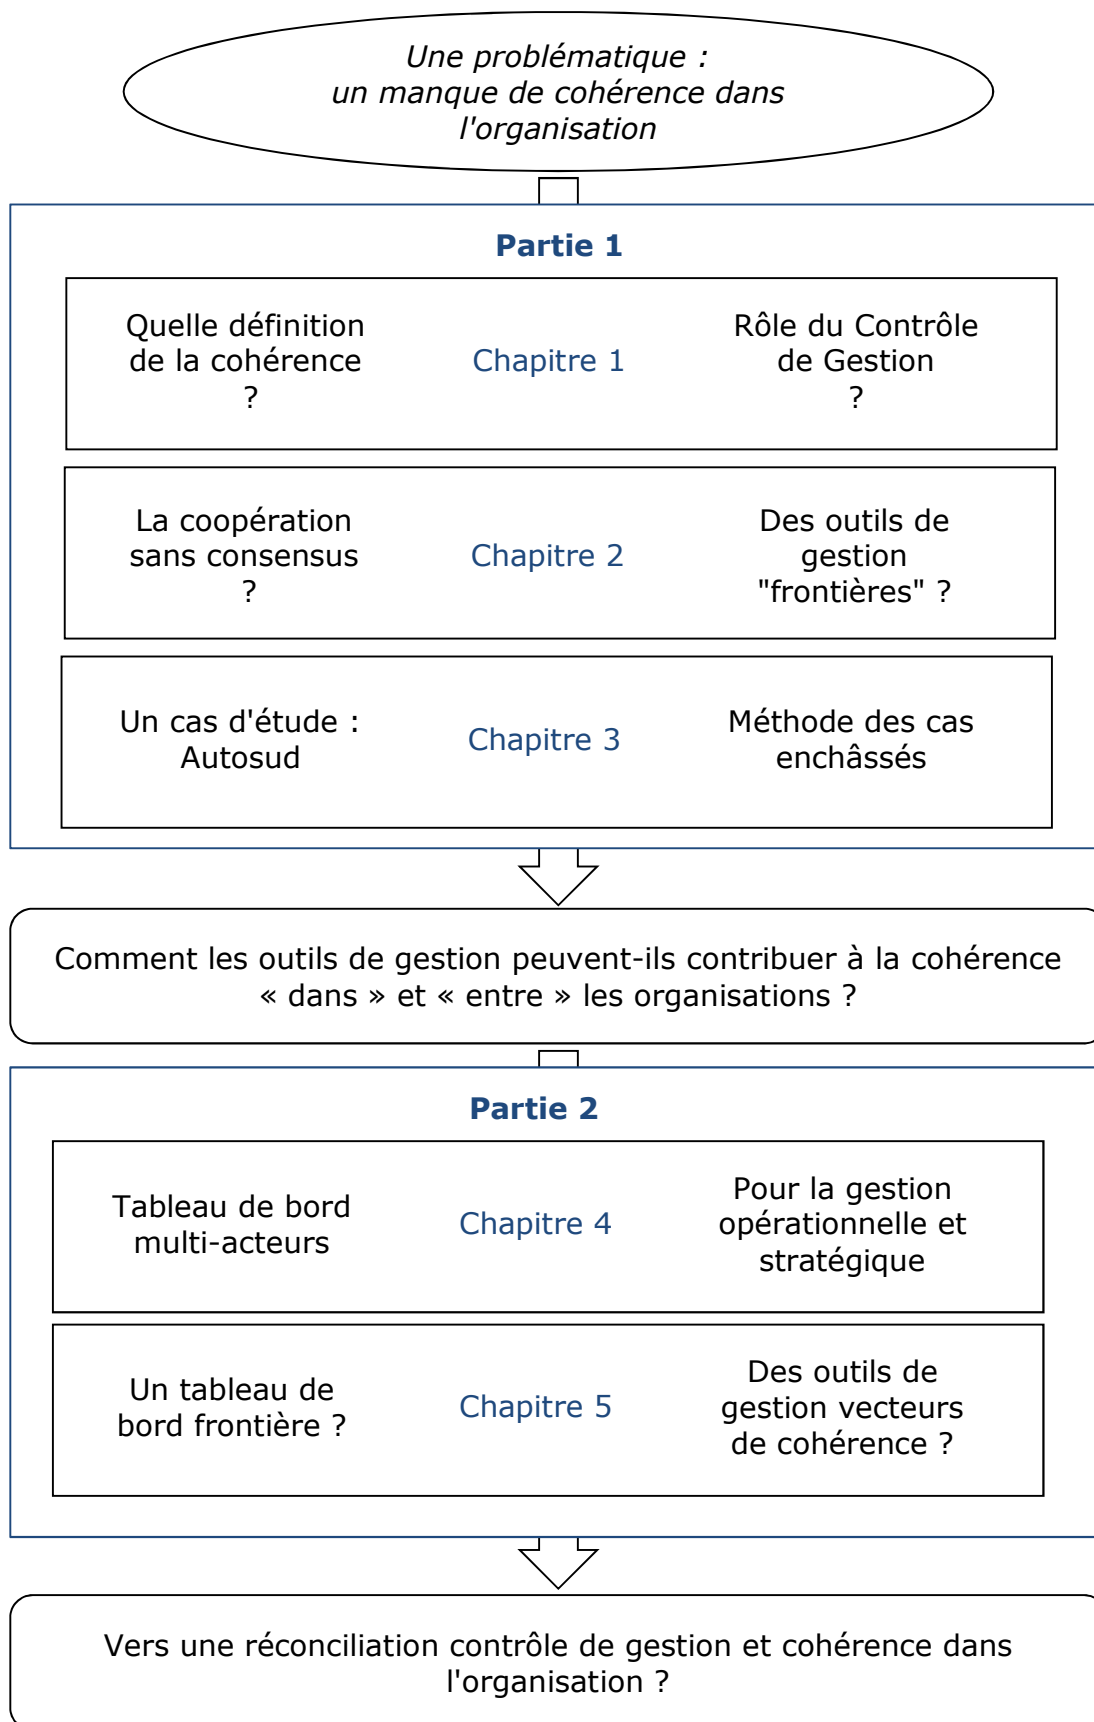 Une problématique :
un manque de cohérence dans
l'organisation
Partie 1
Quelle définition
de la cohérence
?
Chapitre 1
Rôle du Contrôle
de Gestion
?
La coopération
sans consensus
?
Chapitre 2
Des outils de
gestion
"frontières" ?
Un cas d'étude :
Autosud
Chapitre 3
Méthode des cas
enchâssés
Comment les outils de gestion peuvent-ils contribuer à la cohérence
« dans » et « entre » les organisations ?
Partie 2
Tableau de bord
multi-acteurs
Chapitre 4
Pour la gestion
opérationnelle et
stratégique
Un tableau de
bord frontière ?
Chapitre 5
Des outils de
gestion vecteurs
de cohérence ?
Vers une réconciliation contrôle de gestion et cohérence dans
l'organisation ?